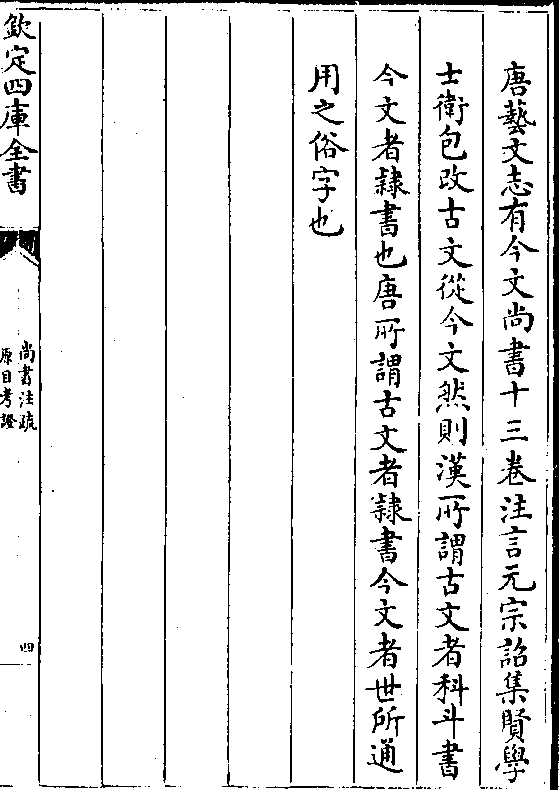 唐藝文志有今文尚書十三卷注言元宗詔集賢學
士衛包改古文從今文然則漢所謂古文者科斗書
今文者隷書也唐所謂古文者隷書今文者世所通
用之俗字也
欽定四庫全書
尚書注疏
原目考證
四